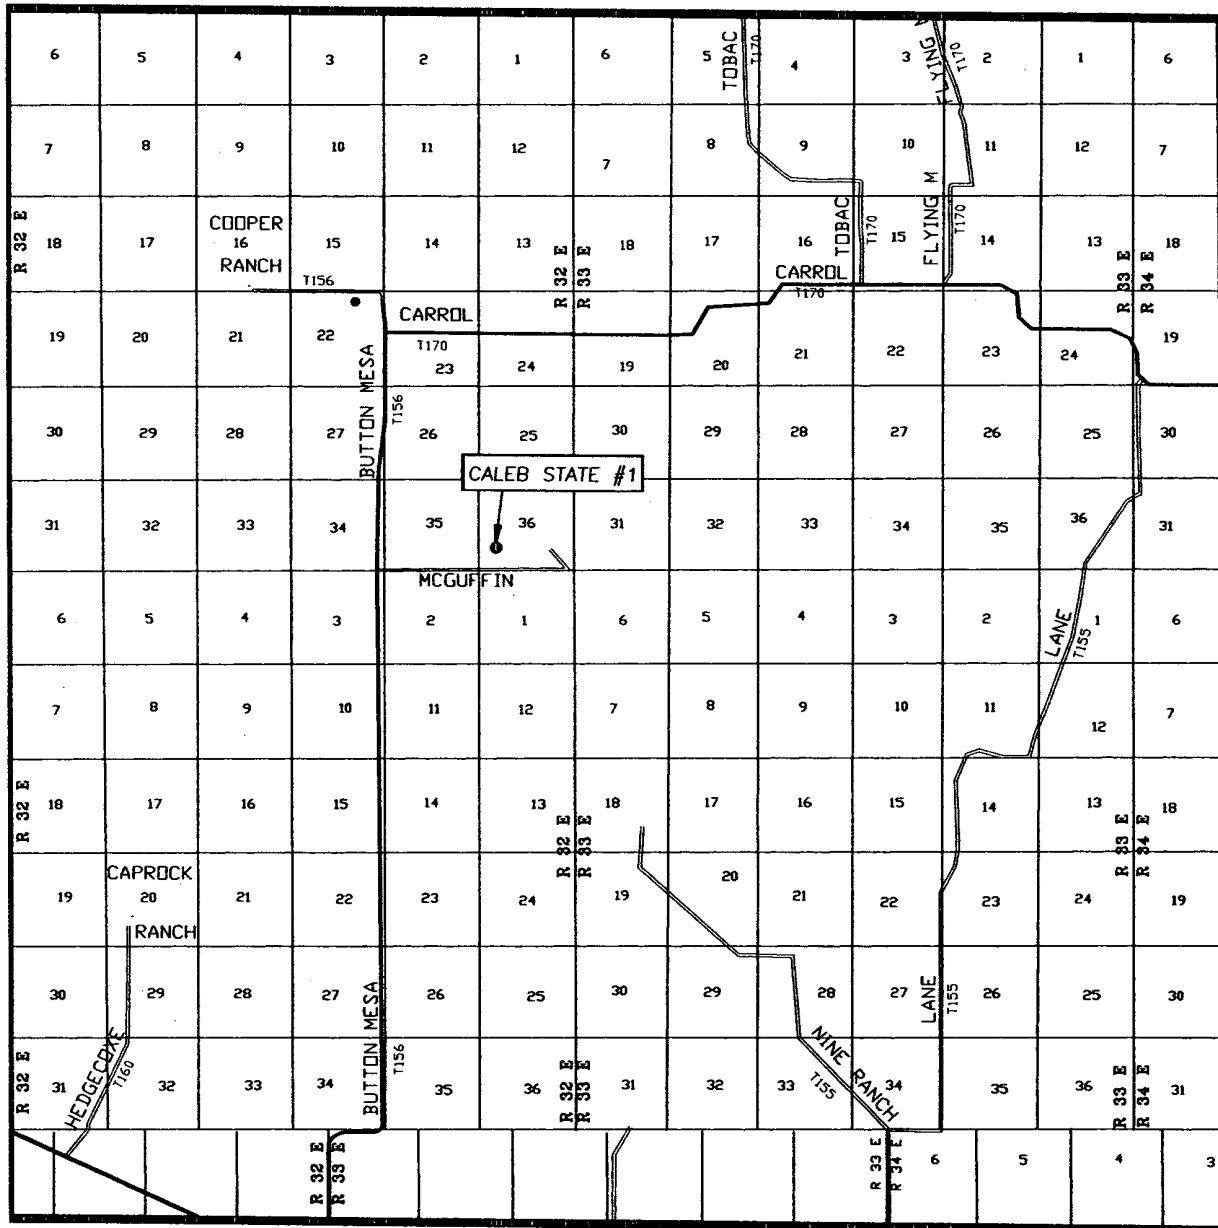 6 5 4 3 2 1 6 5 4 3 2 1 6
TOBAC
T170
FLYING
T170
7 8 9 10 11 12 7 8 9 10 11 12 7
R 32 E
COOPER
RANCH
T156
18 17 16 15 14 13 18 17 16 15 14 13 18
R 32 E
R 33 E
TOBAC
T170
FLYING M
T170
R 33 E
R 34 E
CARROL
T170
CARROL
T170
19 20 21 22 23 24 19 20 21 22 23 24 19
BUTTON MESA
T156
30 29 28 27 26 25 30 29 28 27 26 25 30
CALEB STATE #1
31 32 33 34 35 36 31 32 33 34 35 36 31
MCGUFFIN
6 5 4 3 2 1 6 5 4 3 2 1 6
LANE
T155
7 8 9 10 11 12 7 8 9 10 11 12 7
R 32 E
18 17 16 15 14 13 18 17 16 15 14 13 18
R 32 E
R 33 E
R 33 E
R 34 E
CAPROCK
RANCH
19 20 21 22 23 24 19 20 21 22 23 24 19
30 29 28 27 26 25 30 29 28 27 26 25 30
BUTTON MESA
T156
LANE
T155
HEDGECOXE
T160
NINE RANCH
T155
R 32 E
31 32 33 34 35 36 31 32 33 34 35 36 31
R 32 E
R 33 E
R 33 E
R 34 E
R 32 E
R 33 E
R 33 E
R 34 E
6 5 4 3